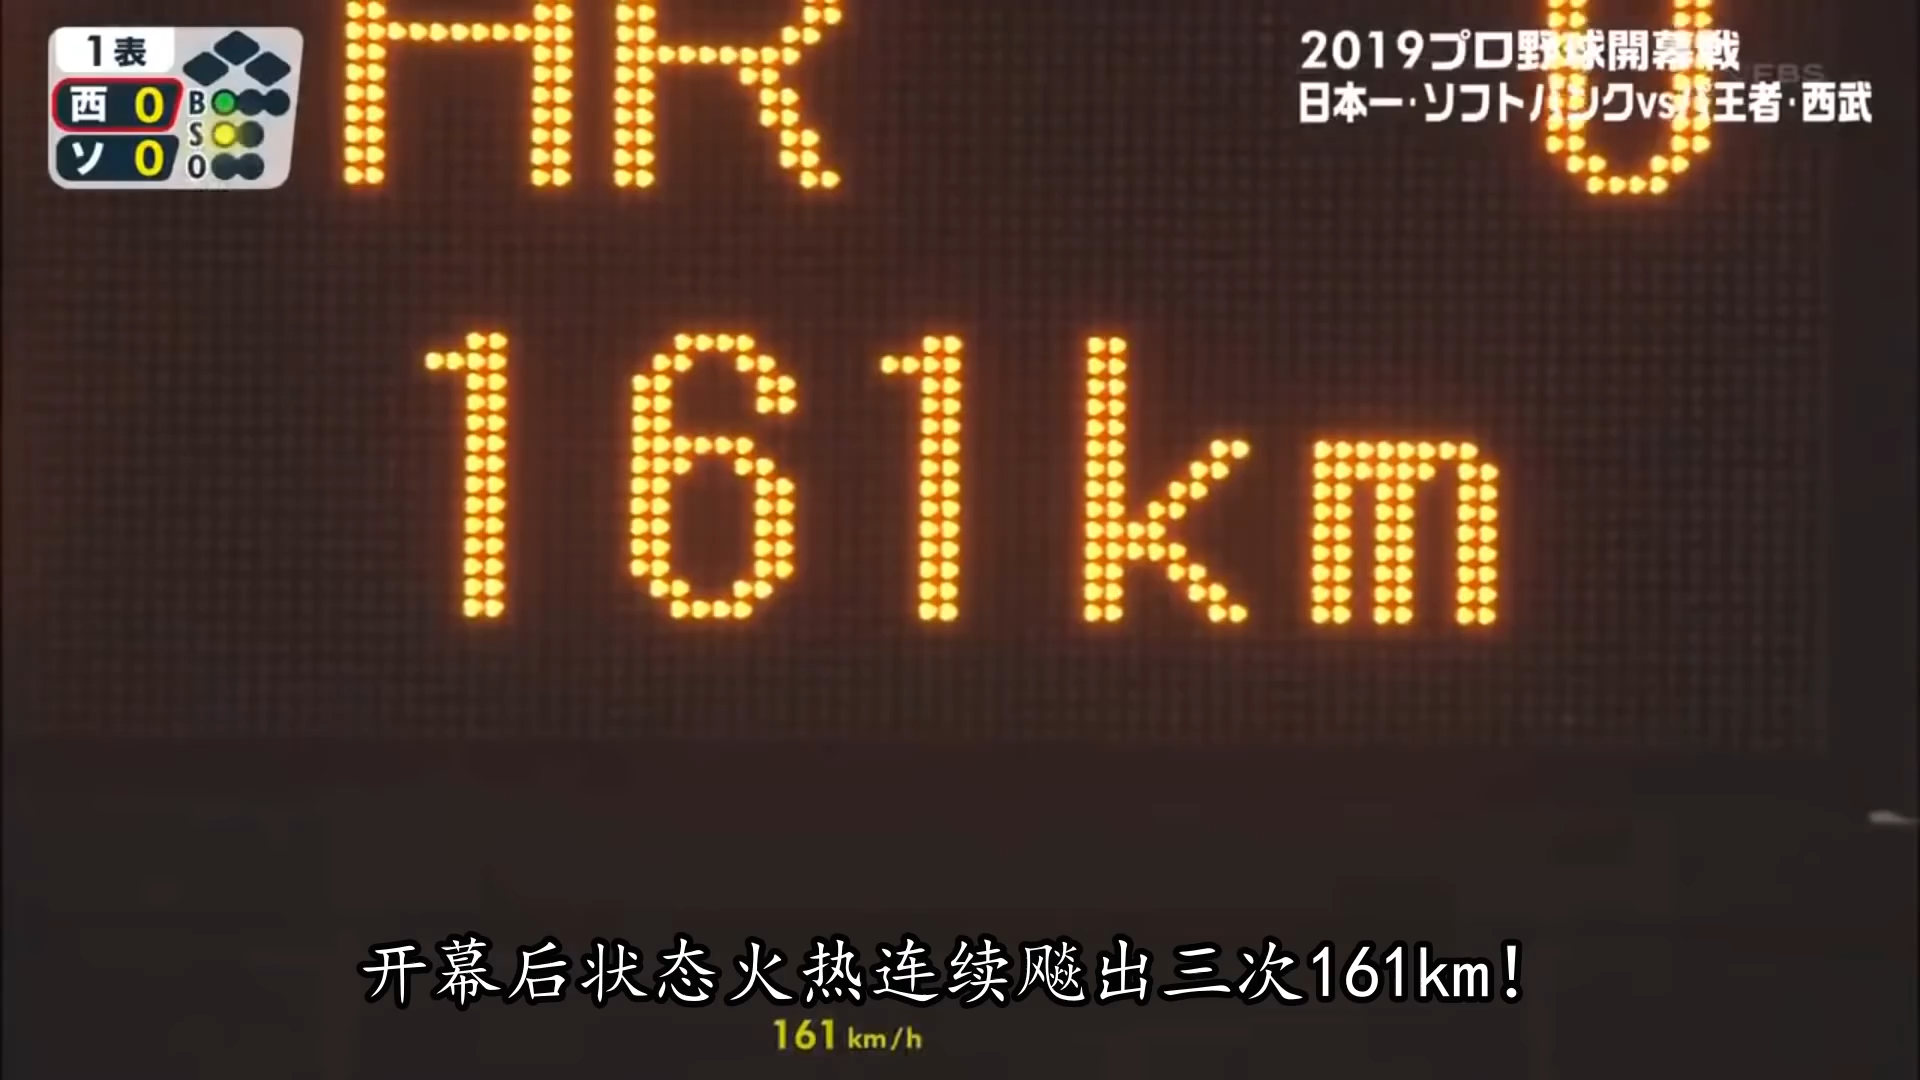 1表
西 0
ソ 0
B
S
O
2019プロ野球開幕戦
日本一・ソフトバンクvsパ王者・西武
HR 0
161km
开幕后状态火热连续飚出三次161km!
161 km/h